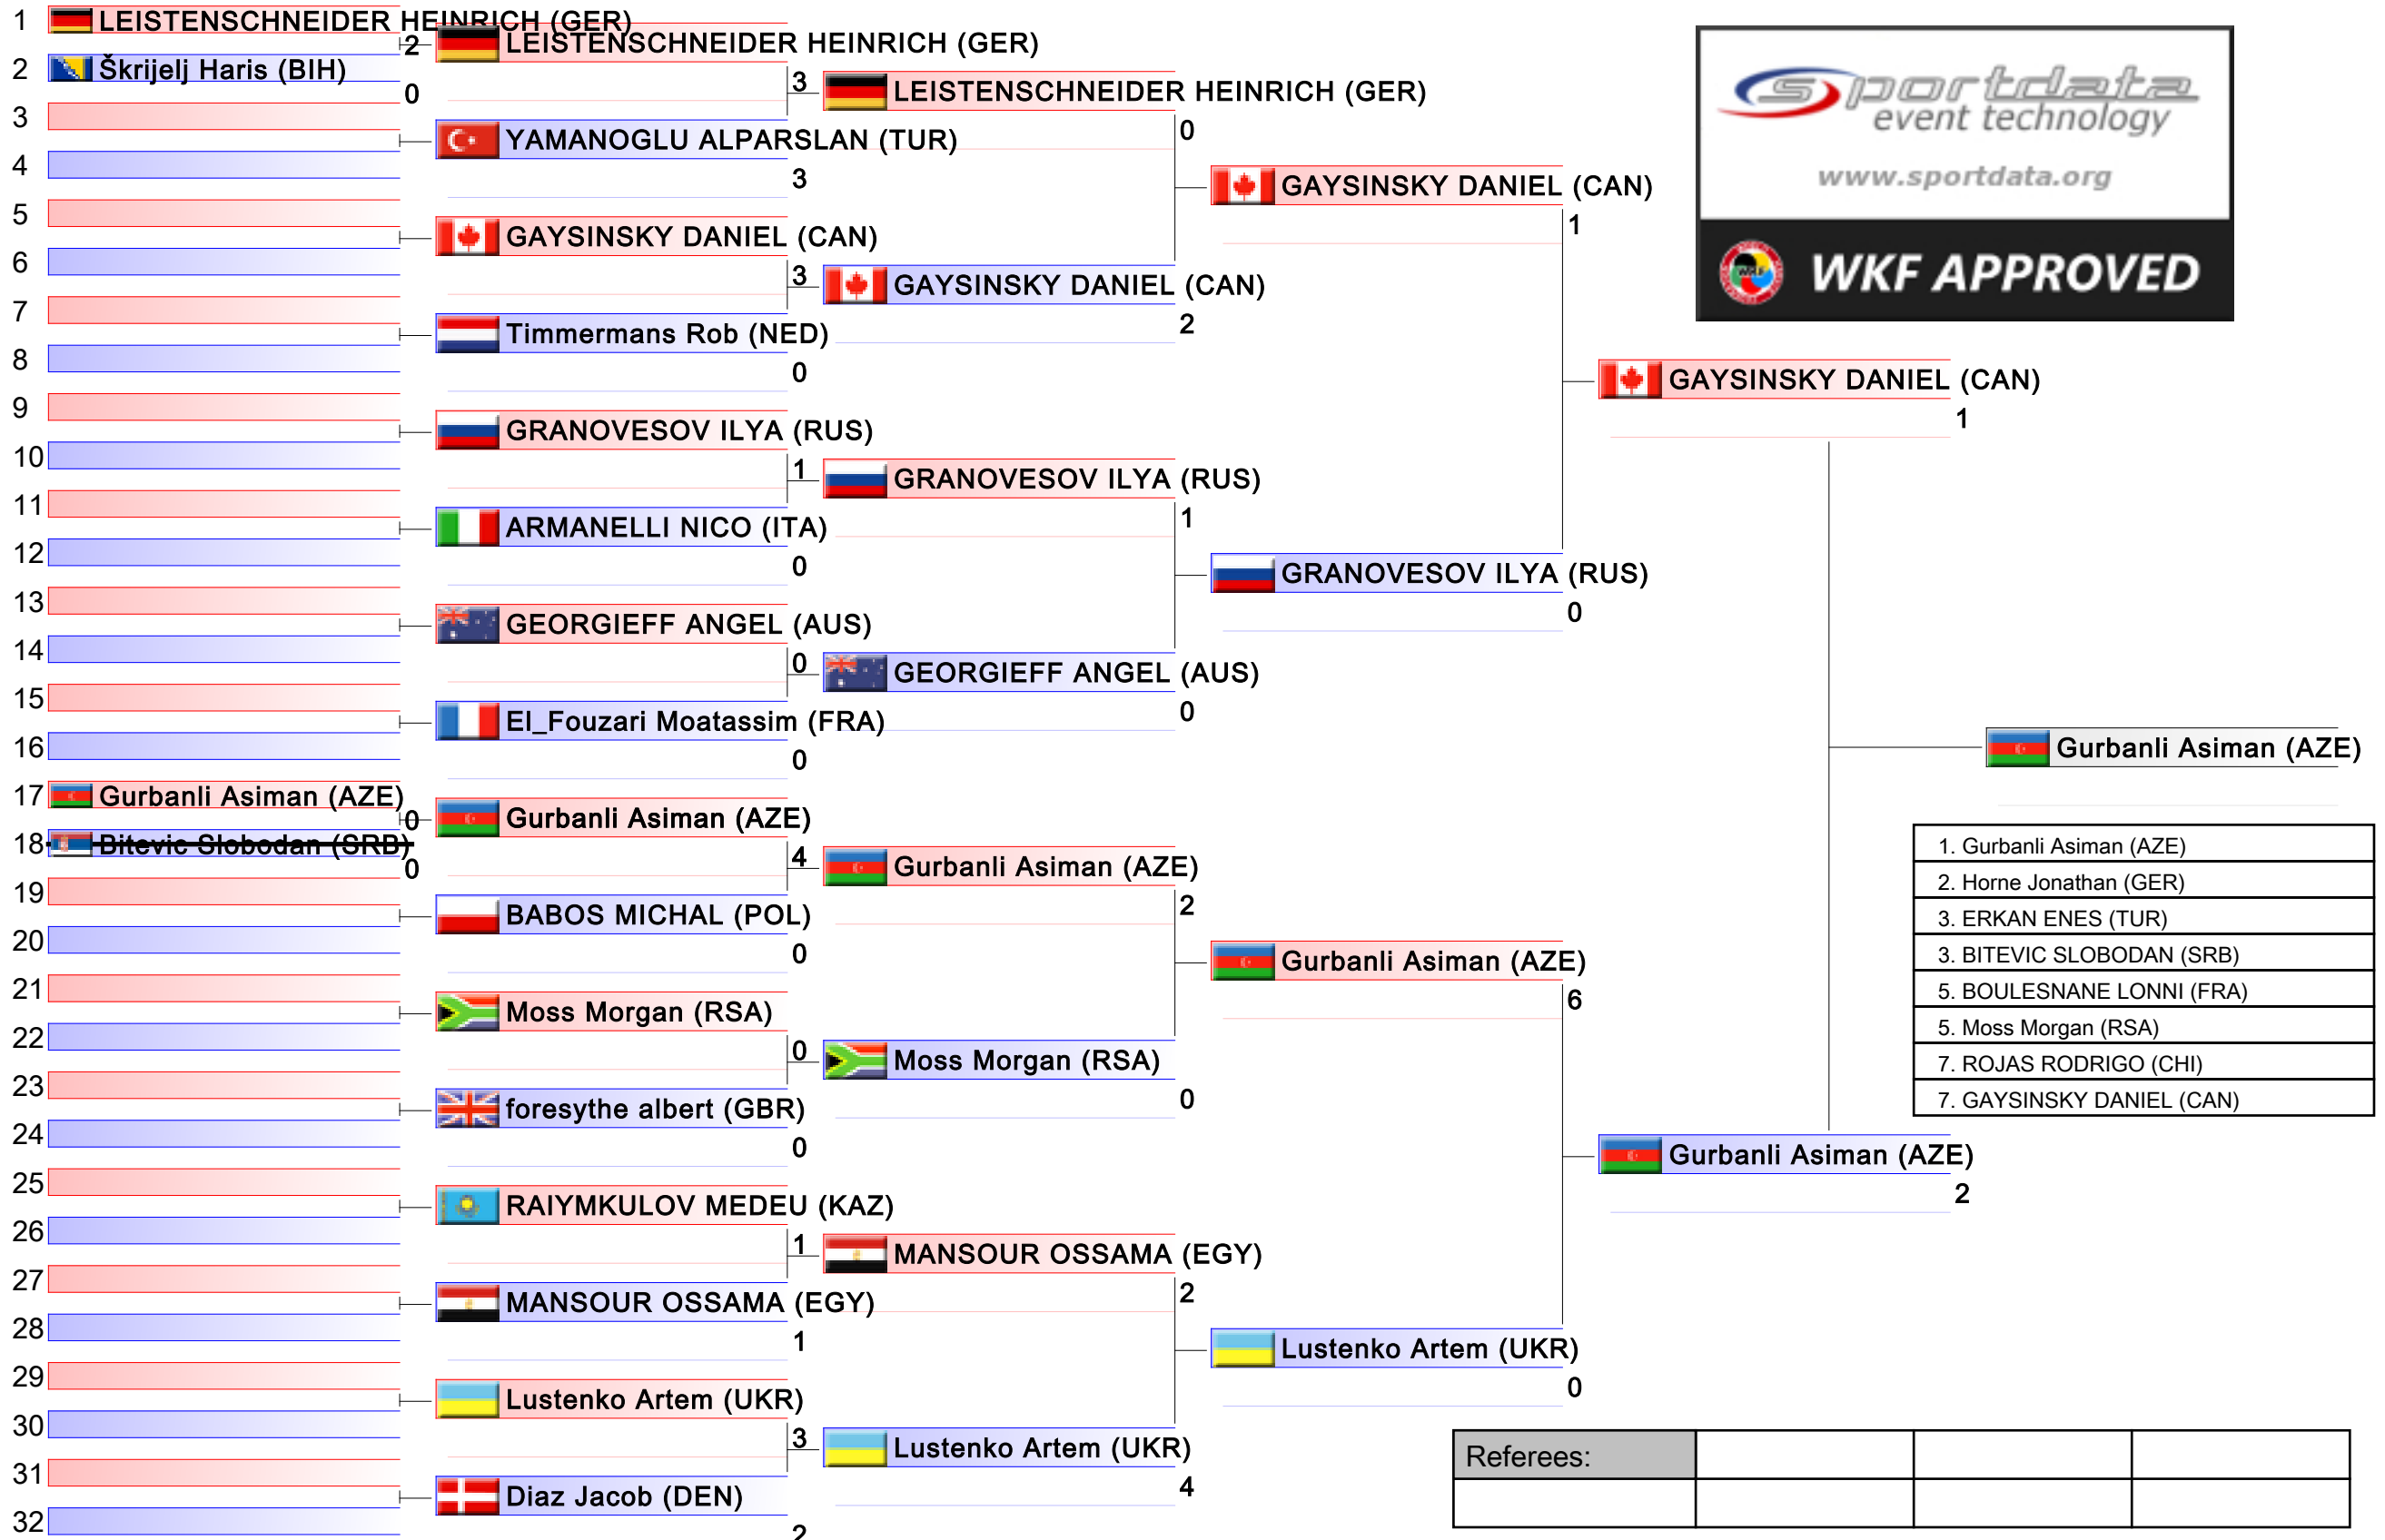 1 LEISTENSCHNEIDER HEINRICH (GER)
2
2 Škrijelj Haris (BIH)
0
3
4
5
6
7
8
9
10
11
12
13
14
15
16
17 Gurbanli Asiman (AZE)
0
18 Bitevic Slobodan (SRB)
0
19
20
21
22
23
24
25
26
27
28
29
30
31
32
LEISTENSCHNEIDER HEINRICH (GER)
3
YAMANOGLU ALPARSLAN (TUR)
3
GAYSINSKY DANIEL (CAN)
3
Timmermans Rob (NED)
0
GRANOVESOV ILYA (RUS)
1
ARMANELLI NICO (ITA)
0
GEORGIEFF ANGEL (AUS)
0
El_Fouzari Moatassim (FRA)
0
Gurbanli Asiman (AZE)
4
BABOS MICHAL (POL)
0
Moss Morgan (RSA)
0
foresythe albert (GBR)
0
RAIYMKULOV MEDEU (KAZ)
1
MANSOUR OSSAMA (EGY)
1
Lustenko Artem (UKR)
3
Diaz Jacob (DEN)
2
LEISTENSCHNEIDER HEINRICH (GER)
0
GAYSINSKY DANIEL (CAN)
2
GRANOVESOV ILYA (RUS)
1
GEORGIEFF ANGEL (AUS)
0
Gurbanli Asiman (AZE)
2
Moss Morgan (RSA)
0
MANSOUR OSSAMA (EGY)
2
Lustenko Artem (UKR)
4
GAYSINSKY DANIEL (CAN)
1
GRANOVESOV ILYA (RUS)
0
Gurbanli Asiman (AZE)
6
Lustenko Artem (UKR)
0
GAYSINSKY DANIEL (CAN)
1
Gurbanli Asiman (AZE)
2
Gurbanli Asiman (AZE)
sportdata
event technology
www.sportdata.org
WKF APPROVED
1. Gurbanli Asiman (AZE)
2. Horne Jonathan (GER)
3. ERKAN ENES (TUR)
3. BITEVIC SLOBODAN (SRB)
5. BOULESNANE LONNI (FRA)
5. Moss Morgan (RSA)
7. ROJAS RODRIGO (CHI)
7. GAYSINSKY DANIEL (CAN)
Referees: